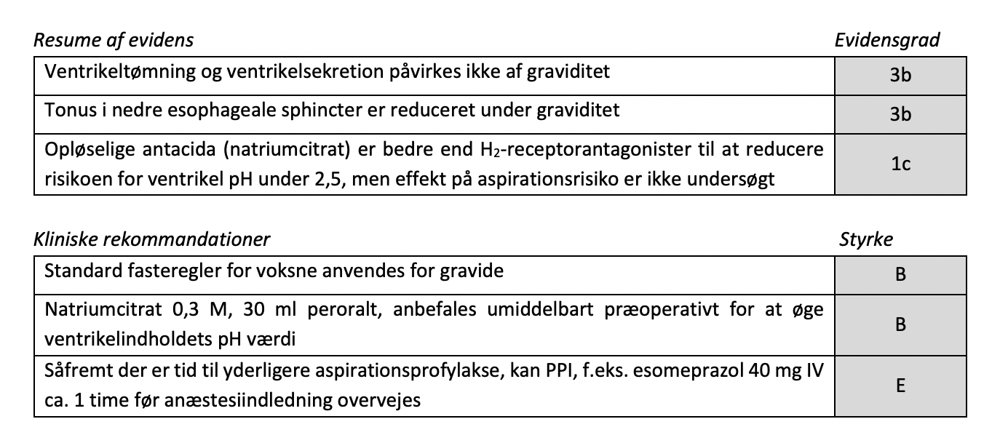 Resume af evidens Evidensgrad
Ventrikeltømning og ventrikelsekretion påvirkes ikke af graviditet 3b
Tonus i nedre esophageale sphincter er reduceret under graviditet 3b
Opløselige antacida (natriumcitrat) er bedre end H₂-receptorantagonister til at reducere
risikoen for ventrikel pH under 2,5, men effekt på aspirationsrisiko er ikke undersøgt
1c
Kliniske rekommandationer Styrke
Standard fasteregler for voksne anvendes for gravide B
Natriumcitrat 0,3 M, 30 ml peroralt, anbefales umiddelbart præoperativt for at øge
ventrikelindholdets pH værdi
B
Såfremt der er tid til yderligere aspirationsprofylakse, kan PPI, f.eks. esomeprazol 40 mg IV
ca. 1 time før anæstesiindledning overvejes
E